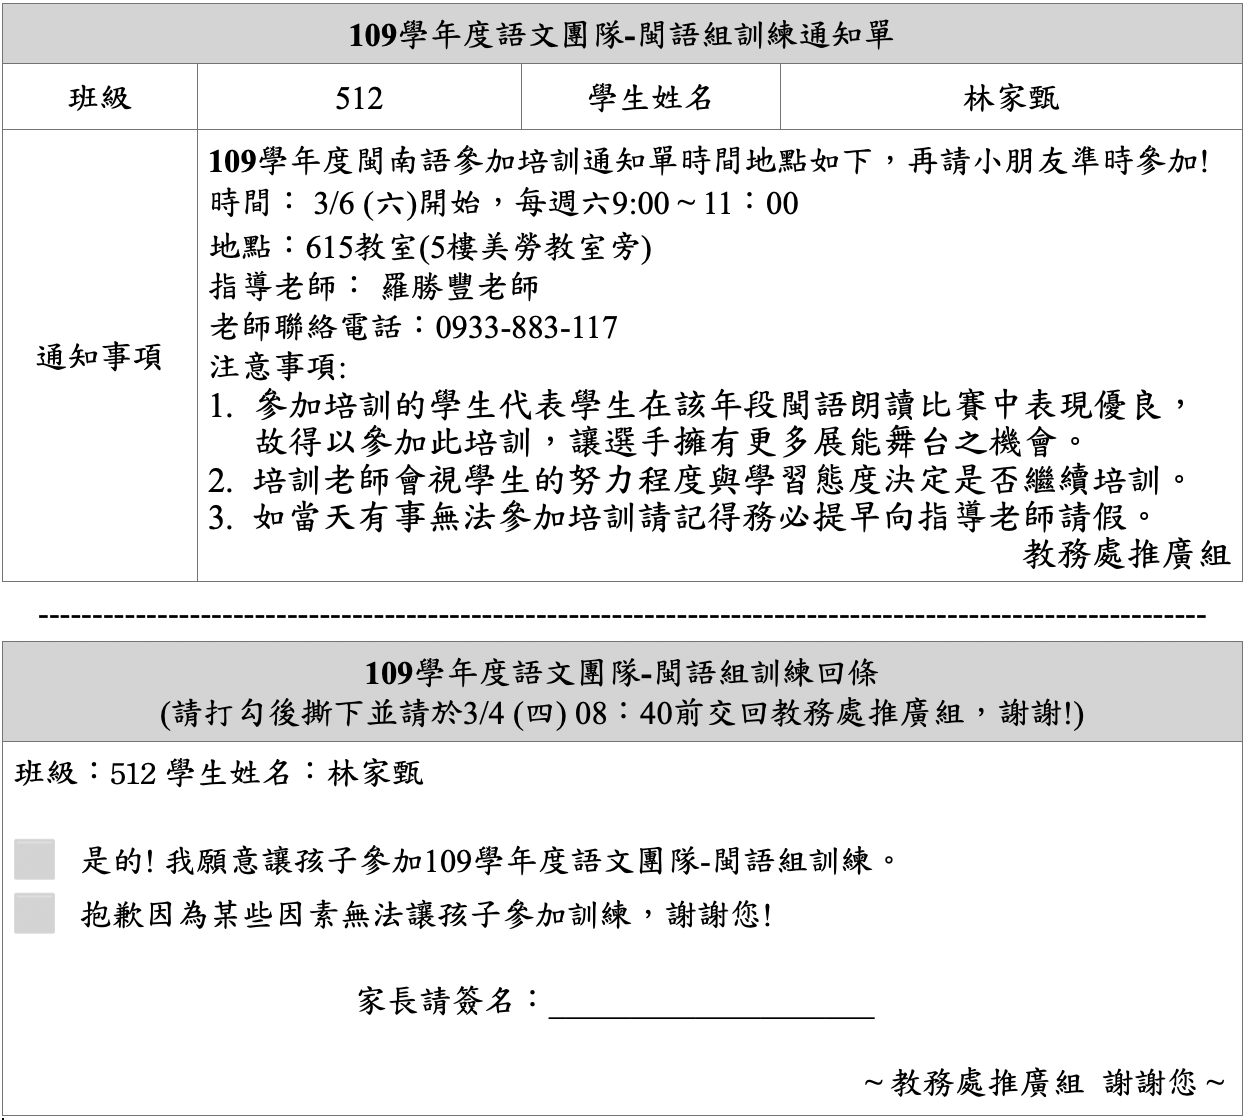 109學年度語文團隊-閩語組訓練通知單
班級 512 學生姓名 林家甄
109學年度閩南語參加培訓通知單時間地點如下，再請小朋友準時參加!
時間： 3/6 (六)開始，每週六9:00 ~ 11：00
地點：615教室(5樓美勞教室旁)
指導老師： 羅勝豐老師
老師聯絡電話：0933-883-117
通知事項
注意事項:
1. 參加培訓的學生代表學生在該年段閩語朗讀比賽中表現優良，
故得以參加此培訓，讓選手擁有更多展能舞台之機會。
2. 培訓老師會視學生的努力程度與學習態度決定是否繼續培訓。
3. 如當天有事無法參加培訓請記得務必提早向指導老師請假。
教務處推廣組
109學年度語文團隊-閩語組訓練回條
(請打勾後撕下並請於3/4 (四) 08：40前交回教務處推廣組，謝謝!)
班級：512 學生姓名：林家甄
是的! 我願意讓孩子參加109學年度語文團隊-閩語組訓練。
抱歉因為某些因素無法讓孩子參加訓練，謝謝您!
家長請簽名：____________________
~ 教務處推廣組 謝謝您 ~